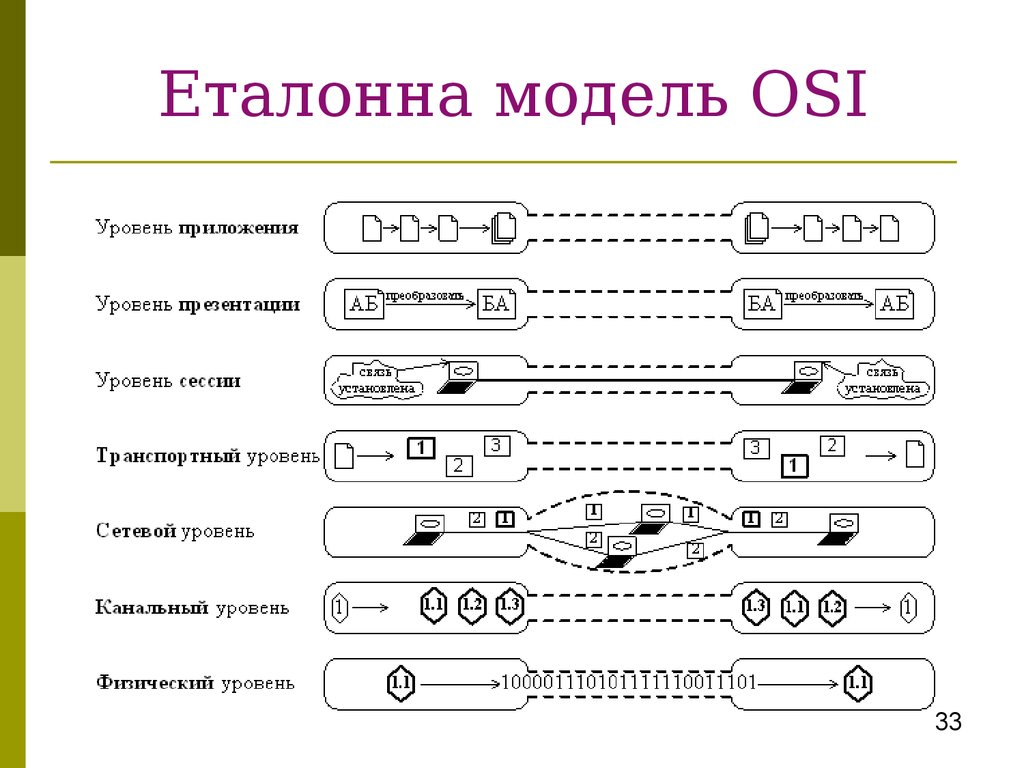 Еталонна модель OSI
Уровень приложения
Уровень презентации
АБ преобразовать БА
БА преобразовать АБ
Уровень сессии
связь
установлена
связь
установлена
Транспортный уровень
1 2 3
3 1 2
Сетевой уровень
2 1 1 2 1 2 1 2
Канальный уровень
1 1.1 1.2 1.3
1.3 1.1 1.2 1
Физический уровень
1.1 1000011101011111110011101 1.1
33